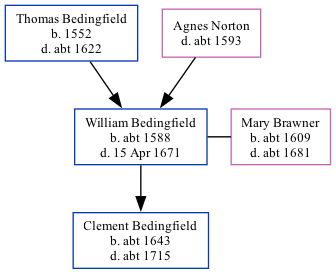 Thomas Bedingfield
b. 1552
d. abt 1622
Agnes Norton
d. abt 1593
William Bedingfield
b. abt 1588
d. 15 Apr 1671
Mary Brawner
b. abt 1609
d. abt 1681
Clement Bedingfield
b. abt 1643
d. abt 1715